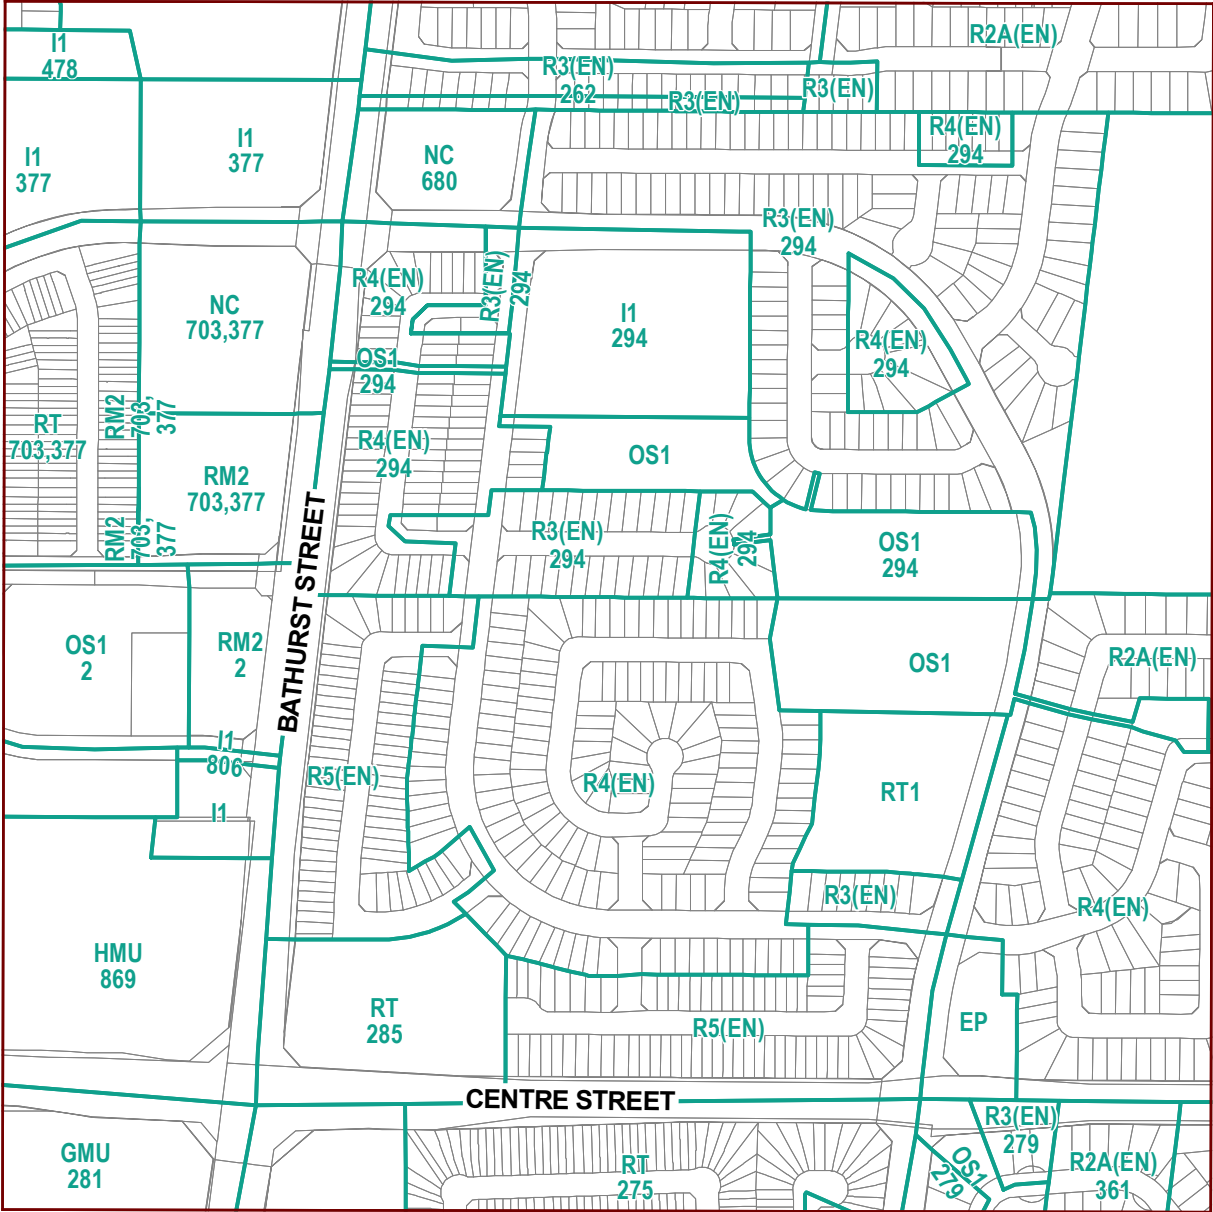 I1
478
R3(EN)
262
R3(EN)
R3(EN)
R2A(EN)
I1
377
I1
377
NC
680
R4(EN)
294
R3(EN)
294
R4(EN)
294
R3(EN)
294
NC
703,377
I1
294
R4(EN)
294
OS1
294
RT
703,377
RM2
703,
377
R4(EN)
294
OS1
RM2
703,377
RM2
703,
377
R3(EN)
294
R4(EN)
294
OS1
294
BATHURST STREET
OS1
2
RM2
2
OS1
R2A(EN)
I1
806
R5(EN)
R4(EN)
RT1
I1
R3(EN)
R4(EN)
HMU
869
RT
285
R5(EN)
EP
CENTRE STREET
R3(EN)
279
GMU
281
RT
275
OS1
279
R2A(EN)
361